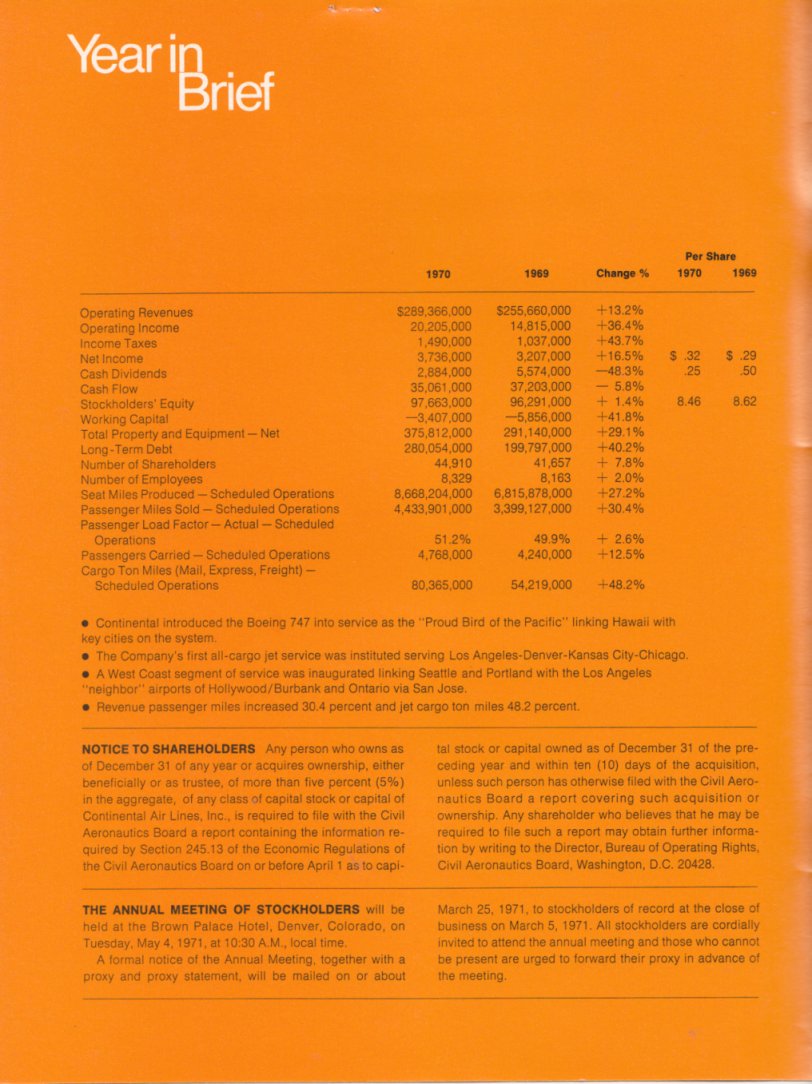 Year in
Brief
Per Share
1970 1969 Change % 1970 1969
Operating Revenues $289,366,000 $255,660,000 +13.2%
Operating Income 20,205,000 14,815,000 +36.4%
Income Taxes 1,490,000 1,037,000 +43.7%
Net Income 3,736,000 3,207,000 +16.5% $ .32 $ .29
Cash Dividends 2,884,000 5,574,000 —48.3% .25 .50
Cash Flow 35,061,000 37,203,000 — 5.8%
Stockholders' Equity 97,663,000 96,291,000 + 1.4% 8.46 8.62
Working Capital —3,407,000 —5,856,000 +41.8%
Total Property and Equipment — Net 375,812,000 291,140,000 +29.1%
Long-Term Debt 280,054,000 199,797,000 +40.2%
Number of Shareholders 44,910 41,657 + 7.8%
Number of Employees 8,329 8,163 + 2.0%
Seat Miles Produced — Scheduled Operations 8,668,204,000 6,815,878,000 +27.2%
Passenger Miles Sold — Scheduled Operations 4,433,901,000 3,399,127,000 +30.4%
Passenger Load Factor — Actual — Scheduled
Operations 51.2% 49.9% + 2.6%
Passengers Carried — Scheduled Operations 4,768,000 4,240,000 +12.5%
Cargo Ton Miles (Mail, Express, Freight) —
Scheduled Operations 80,365,000 54,219,000 +48.2%
● Continental introduced the Boeing 747 into service as the "Proud Bird of the Pacific" linking Hawaii with
key cities on the system.
● The Company's first all-cargo jet service was instituted serving Los Angeles-Denver-Kansas City-Chicago.
● A West Coast segment of service was inaugurated linking Seattle and Portland with the Los Angeles
"neighbor" airports of Hollywood/Burbank and Ontario via San Jose.
● Revenue passenger miles increased 30.4 percent and jet cargo ton miles 48.2 percent.
NOTICE TO SHAREHOLDERS Any person who owns as
of December 31 of any year or acquires ownership, either
beneficially or as trustee, of more than five percent (5%)
in the aggregate, of any class of capital stock or capital of
Continental Air Lines, Inc., is required to file with the Civil
Aeronautics Board a report containing the information re-
quired by Section 245.13 of the Economic Regulations of
the Civil Aeronautics Board on or before April 1 as to capi-
tal stock or capital owned as of December 31 of the pre-
ceding year and within ten (10) days of the acquisition,
unless such person has otherwise filed with the Civil Aero-
nautics Board a report covering such acquisition or
ownership. Any shareholder who believes that he may be
required to file such a report may obtain further informa-
tion by writing to the Director, Bureau of Operating Rights,
Civil Aeronautics Board, Washington, D.C. 20428.
THE ANNUAL MEETING OF STOCKHOLDERS will be
held at the Brown Palace Hotel, Denver, Colorado, on
Tuesday, May 4, 1971, at 10:30 A.M., local time.
A formal notice of the Annual Meeting, together with a
proxy and proxy statement, will be mailed on or about
March 25, 1971, to stockholders of record at the close of
business on March 5, 1971. All stockholders are cordially
invited to attend the annual meeting and those who cannot
be present are urged to forward their proxy in advance of
the meeting.